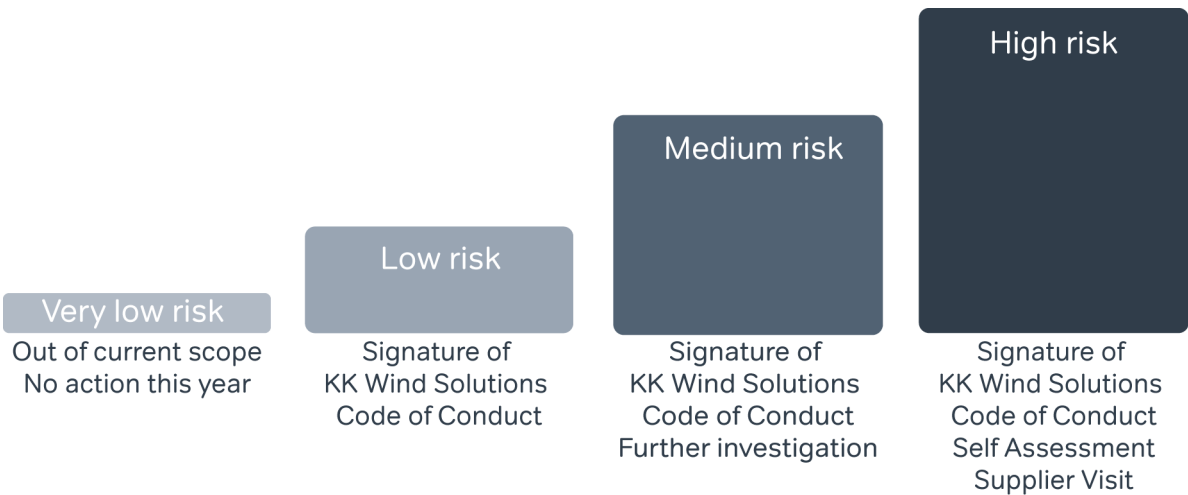 Very low risk
Out of current scope
No action this year
Low risk
Signature of
KK Wind Solutions
Code of Conduct
Medium risk
Signature of
KK Wind Solutions
Code of Conduct
Further investigation
High risk
Signature of
KK Wind Solutions
Code of Conduct
Self Assessment
Supplier Visit